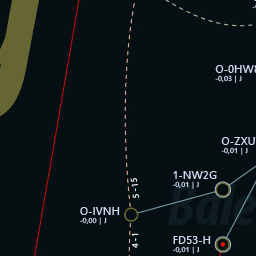 O-0HW8
-0,03 | J
O-ZXU
-0,01 | J
1-NW2G
-0,01 | J
5 - 15
O-IVNH
-0,00 | J
4 - 1
FD53-H
-0,01 | J